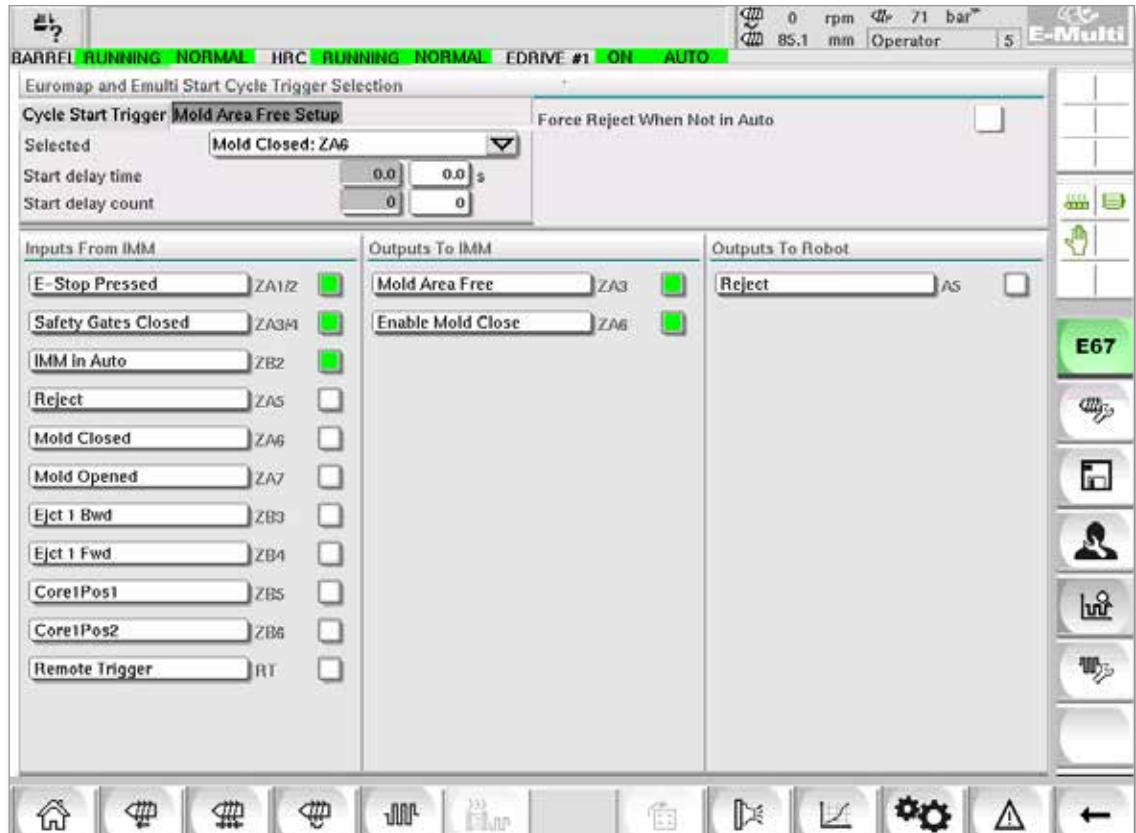 0 rpm 71 bar
85.1 mm Operator 5 E-Multi
BARREL RUNNING NORMAL HRC RUNNING NORMAL EDRIVE #1 ON AUTO
Euromap and Emulti Start Cycle Trigger Selection
Cycle Start Trigger Mold Area Free Setup
Force Reject When Not in Auto
Selected Mold Closed: ZA6
Start delay time 0.0 0.0 s
Start delay count 0 0
Inputs From IMM Outputs To IMM Outputs To Robot
E-Stop Pressed ZA1/2 Mold Area Free ZA3 Reject A5
Safety Gates Closed ZA3/4 Enable Mold Close ZA6
IMM in Auto ZB2
E67
Reject ZA5
Mold Closed ZA6
Mold Opened ZA7
Ejct 1 Bwd ZB3
Ejct 1 Fwd ZB4
Core1Pos1 ZB5
Core1Pos2 ZB6
Remote Trigger RT